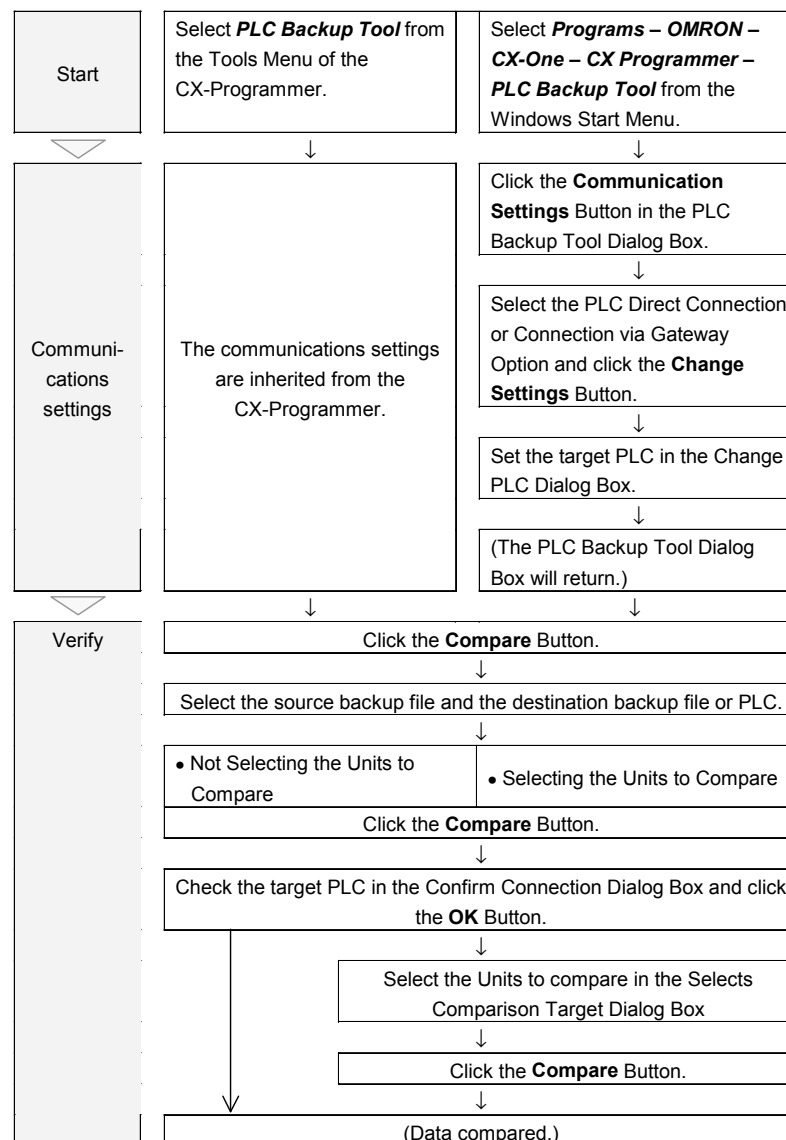 Start
Select PLC Backup Tool from
the Tools Menu of the
CX-Programmer.
Select Programs – OMRON –
CX-One – CX Programmer –
PLC Backup Tool from the
Windows Start Menu.
↓
↓
Communi-
cations
settings
The communications settings
are inherited from the
CX-Programmer.
Click the Communication
Settings Button in the PLC
Backup Tool Dialog Box.
↓
Select the PLC Direct Connection
or Connection via Gateway
Option and click the Change
Settings Button.
↓
Set the target PLC in the Change
PLC Dialog Box.
↓
(The PLC Backup Tool Dialog
Box will return.)
↓
↓
Verify
Click the Compare Button.
↓
Select the source backup file and the destination backup file or PLC.
↓
• Not Selecting the Units to
Compare
• Selecting the Units to Compare
Click the Compare Button.
↓
Check the target PLC in the Confirm Connection Dialog Box and click
the OK Button.
↓
Select the Units to compare in the Selects
Comparison Target Dialog Box
↓
Click the Compare Button.
↓
(Data compared.)